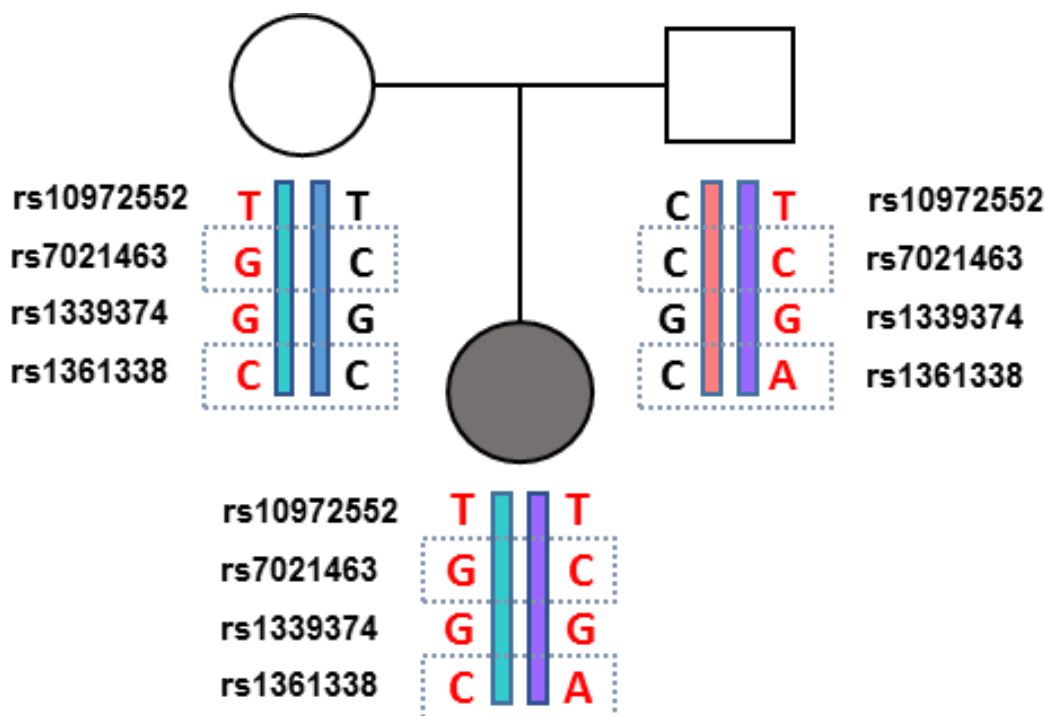 rs10972552 T T C T rs10972552
rs7021463 G C C C rs7021463
rs1339374 G G G G rs1339374
rs1361338 C C C A rs1361338
rs10972552 T T
rs7021463 G C
rs1339374 G G
rs1361338 C A